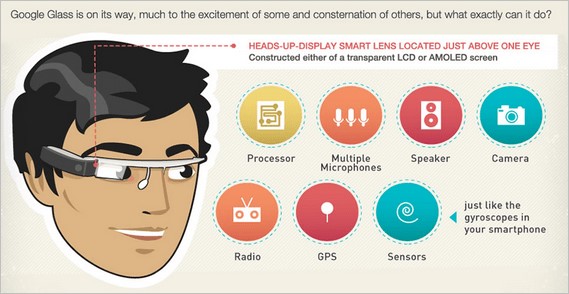 Google Glass is on its way, much to the excitement of some and consternation of others, but what exactly can it do?
HEADS-UP-DISPLAY SMART LENS LOCATED JUST ABOVE ONE EYE
Constructed either of a transparent LCD or AMOLED screen
Processor
Multiple
Microphones
Speaker
Camera
Radio
GPS
Sensors
just like the
gyroscopes in
your smartphone